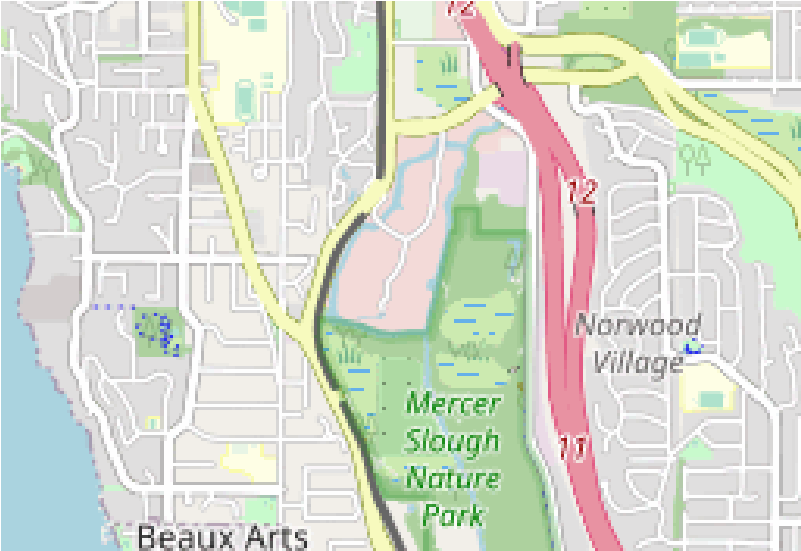 12
12
Norwood
Village
Mercer
Slough
Nature
Park
11
Beaux Arts